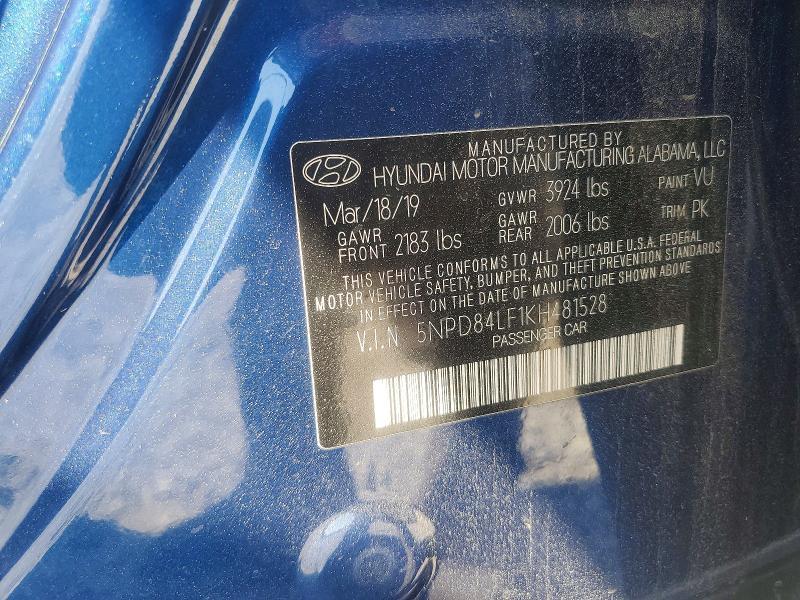 MANUFACTURED BY
HYUNDAI MOTOR MANUFACTURING ALABAMA, LLC
Mar/18/19 GVWR 3924 lbs PAINT VU
GAWR FRONT 2183 lbs GAWR REAR 2006 lbs TRIM PK
THIS VEHICLE CONFORMS TO ALL APPLICABLE U.S.A. FEDERAL
MOTOR VEHICLE SAFETY, BUMPER, AND THEFT PREVENTION STANDARDS
IN EFFECT ON THE DATE OF MANUFACTURE SHOWN ABOVE
V.I.N 5NPD84LF1KH481528
PASSENGER CAR